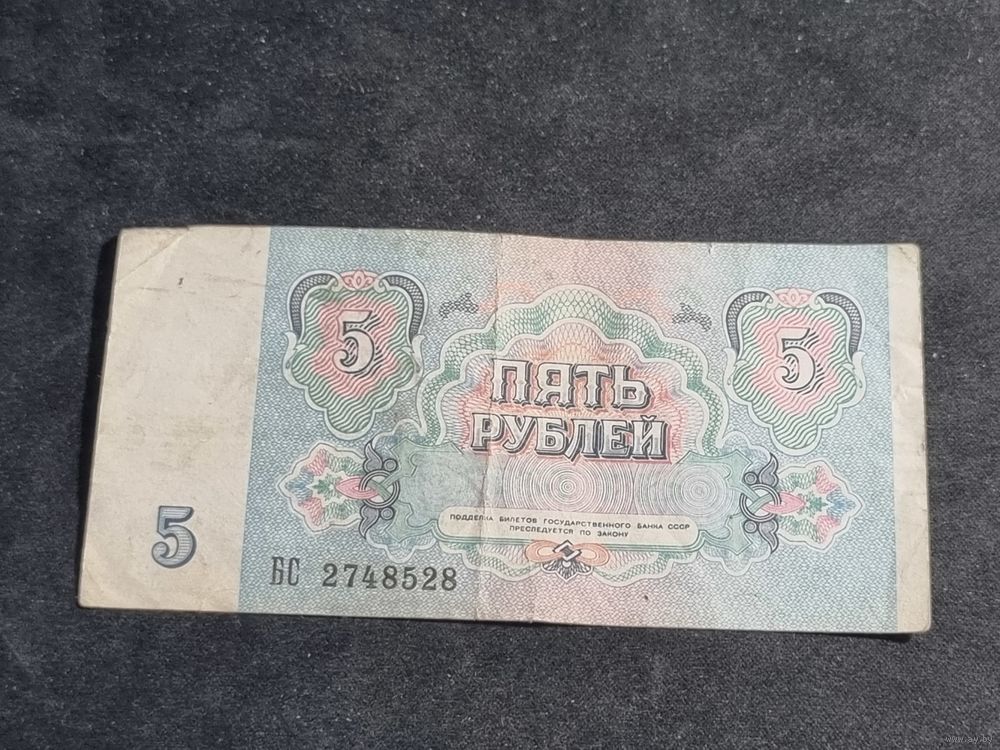 5
5
ПЯТЬ
РУБЛЕЙ
ПОДДЕЛКА БИЛЕТОВ ГОСУДАРСТВЕННОГО БАНКА СССР
ПРЕСЛЕДУЕТСЯ ПО ЗАКОНУ
5
БС 2748528